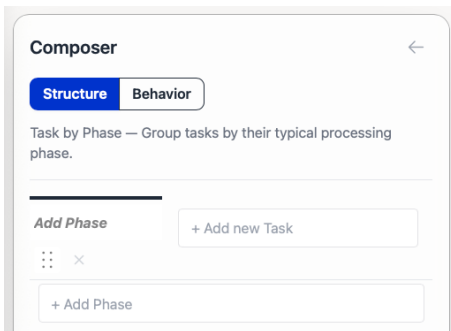 Composer
Structure Behavior
Task by Phase — Group tasks by their typical processing
phase.
Add Phase
+ Add new Task
+ Add Phase